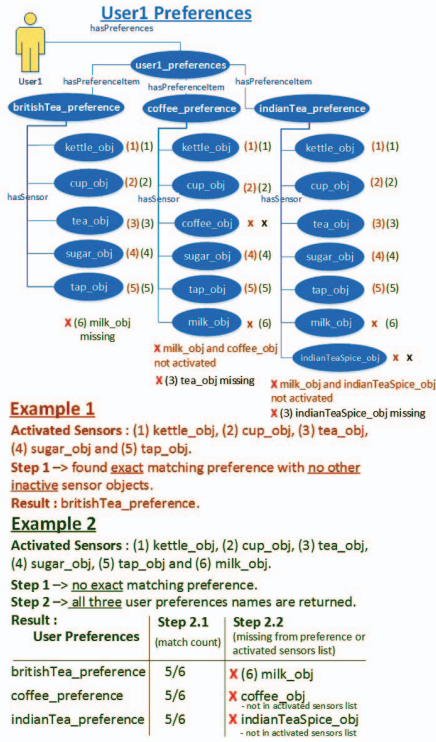 User1 Preferences
hasPreferences
User1
user1_preferences
hasPreferenceItem hasPreferenceItem hasPreferenceItem
britishTea_preference coffee_preference indianTea_preference
kettle_obj (1)(1) kettle_obj (1)(1) kettle_obj (1)(1)
cup_obj (2)(2) cup_obj (2)(2) cup_obj (2)(2)
hasSensor hasSensor hasSensor
tea_obj (3)(3) coffee_obj x x tea_obj (3)(3)
sugar_obj (4)(4) sugar_obj (4)(4) sugar_obj (4)(4)
tap_obj (5)(5) tap_obj (5)(5) tap_obj (5)(5)
X (6) milk_obj missing
milk_obj x (6) milk_obj x (6)
indianTeaSpice_obj x x
X milk_obj and coffee_obj not activated
X (3) tea_obj missing
X milk_obj and indianTeaSpice_obj not activated
X (3) indianTeaSpice_obj missing
Example 1
Activated Sensors : (1) kettle_obj, (2) cup_obj, (3) tea_obj,
(4) sugar_obj and (5) tap_obj.
Step 1 –> found exact matching preference with no other
inactive sensor objects.
Result : britishTea_preference.
Example 2
Activated Sensors : (1) kettle_obj, (2) cup_obj, (3) tea_obj,
(4) sugar_obj, (5) tap_obj and (6) milk_obj.
Step 1 –> no exact matching preference.
Step 2 –> all three user preferences names are returned.
Result :
User Preferences Step 2.1 (match count) Step 2.2 (missing from preference or activated sensors list)
britishTea_preference 5/6 X (6) milk_obj
coffee_preference 5/6 X coffee_obj
- not in activated sensors list
indianTea_preference 5/6 X indianTeaSpice_obj
- not in activated sensors list